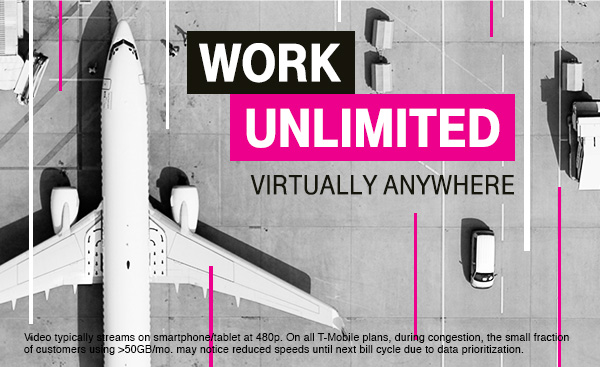 WORK
UNLIMITED
VIRTUALLY ANYWHERE
Video typically streams on smartphone/tablet at 480p. On all T-Mobile plans, during congestion, the small fraction
of customers using >50GB/mo. may notice reduced speeds until next bill cycle due to data prioritization.